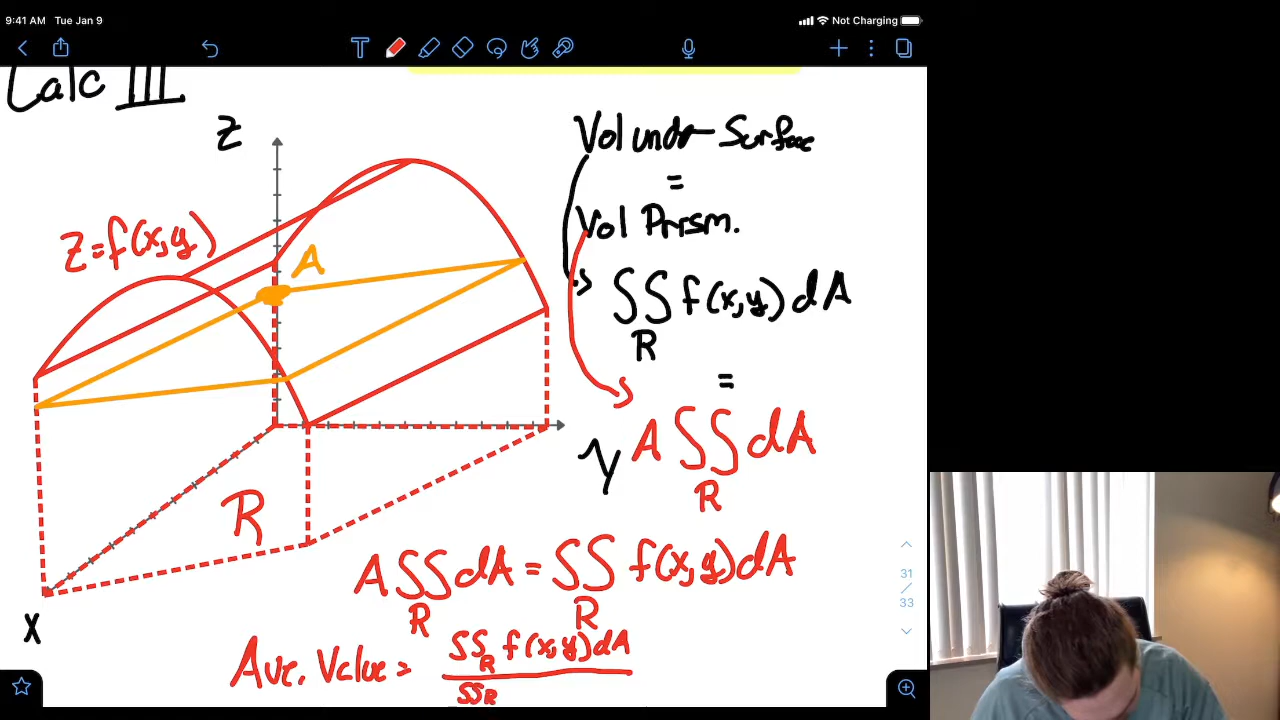 9:41 AM Tue Jan 9
Not Charging
Calc III
Z
Vol under Surface
=
Vol Prism.
Z=f(x,y)
A
∫∫ f(x,y) dA
R
=
y
A ∫∫ dA
R
R
A ∫∫ dA = ∫∫ f(x,y)dA
R R
X
Ave. Value = ∫∫R f(x,y)dA
∫∫R
31
/
33